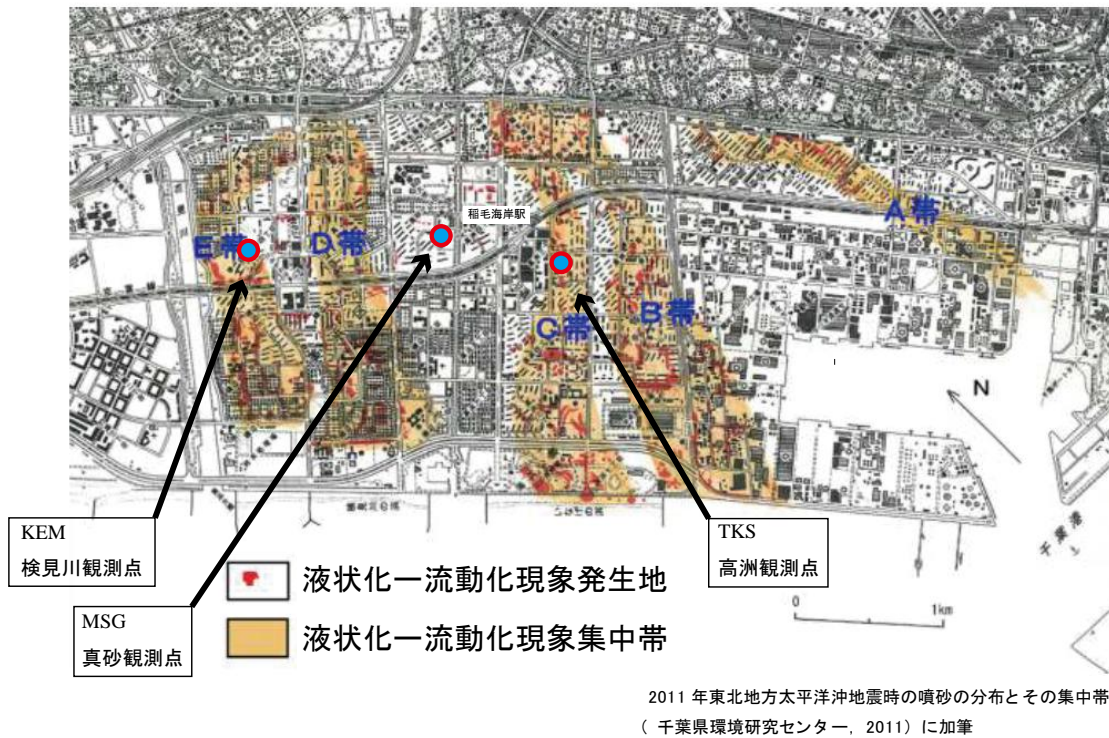 稲毛海岸駅
A帯
E帯
D帯
B帯
C帯
N
千葉港
KEM
検見川観測点
TKS
高洲観測点
MSG
真砂観測点
液状化ー流動化現象発生地
液状化ー流動化現象集中帯
0
1km
2011 年東北地方太平洋沖地震時の噴砂の分布とその集中帯
( 千葉県環境研究センター, 2011) に加筆